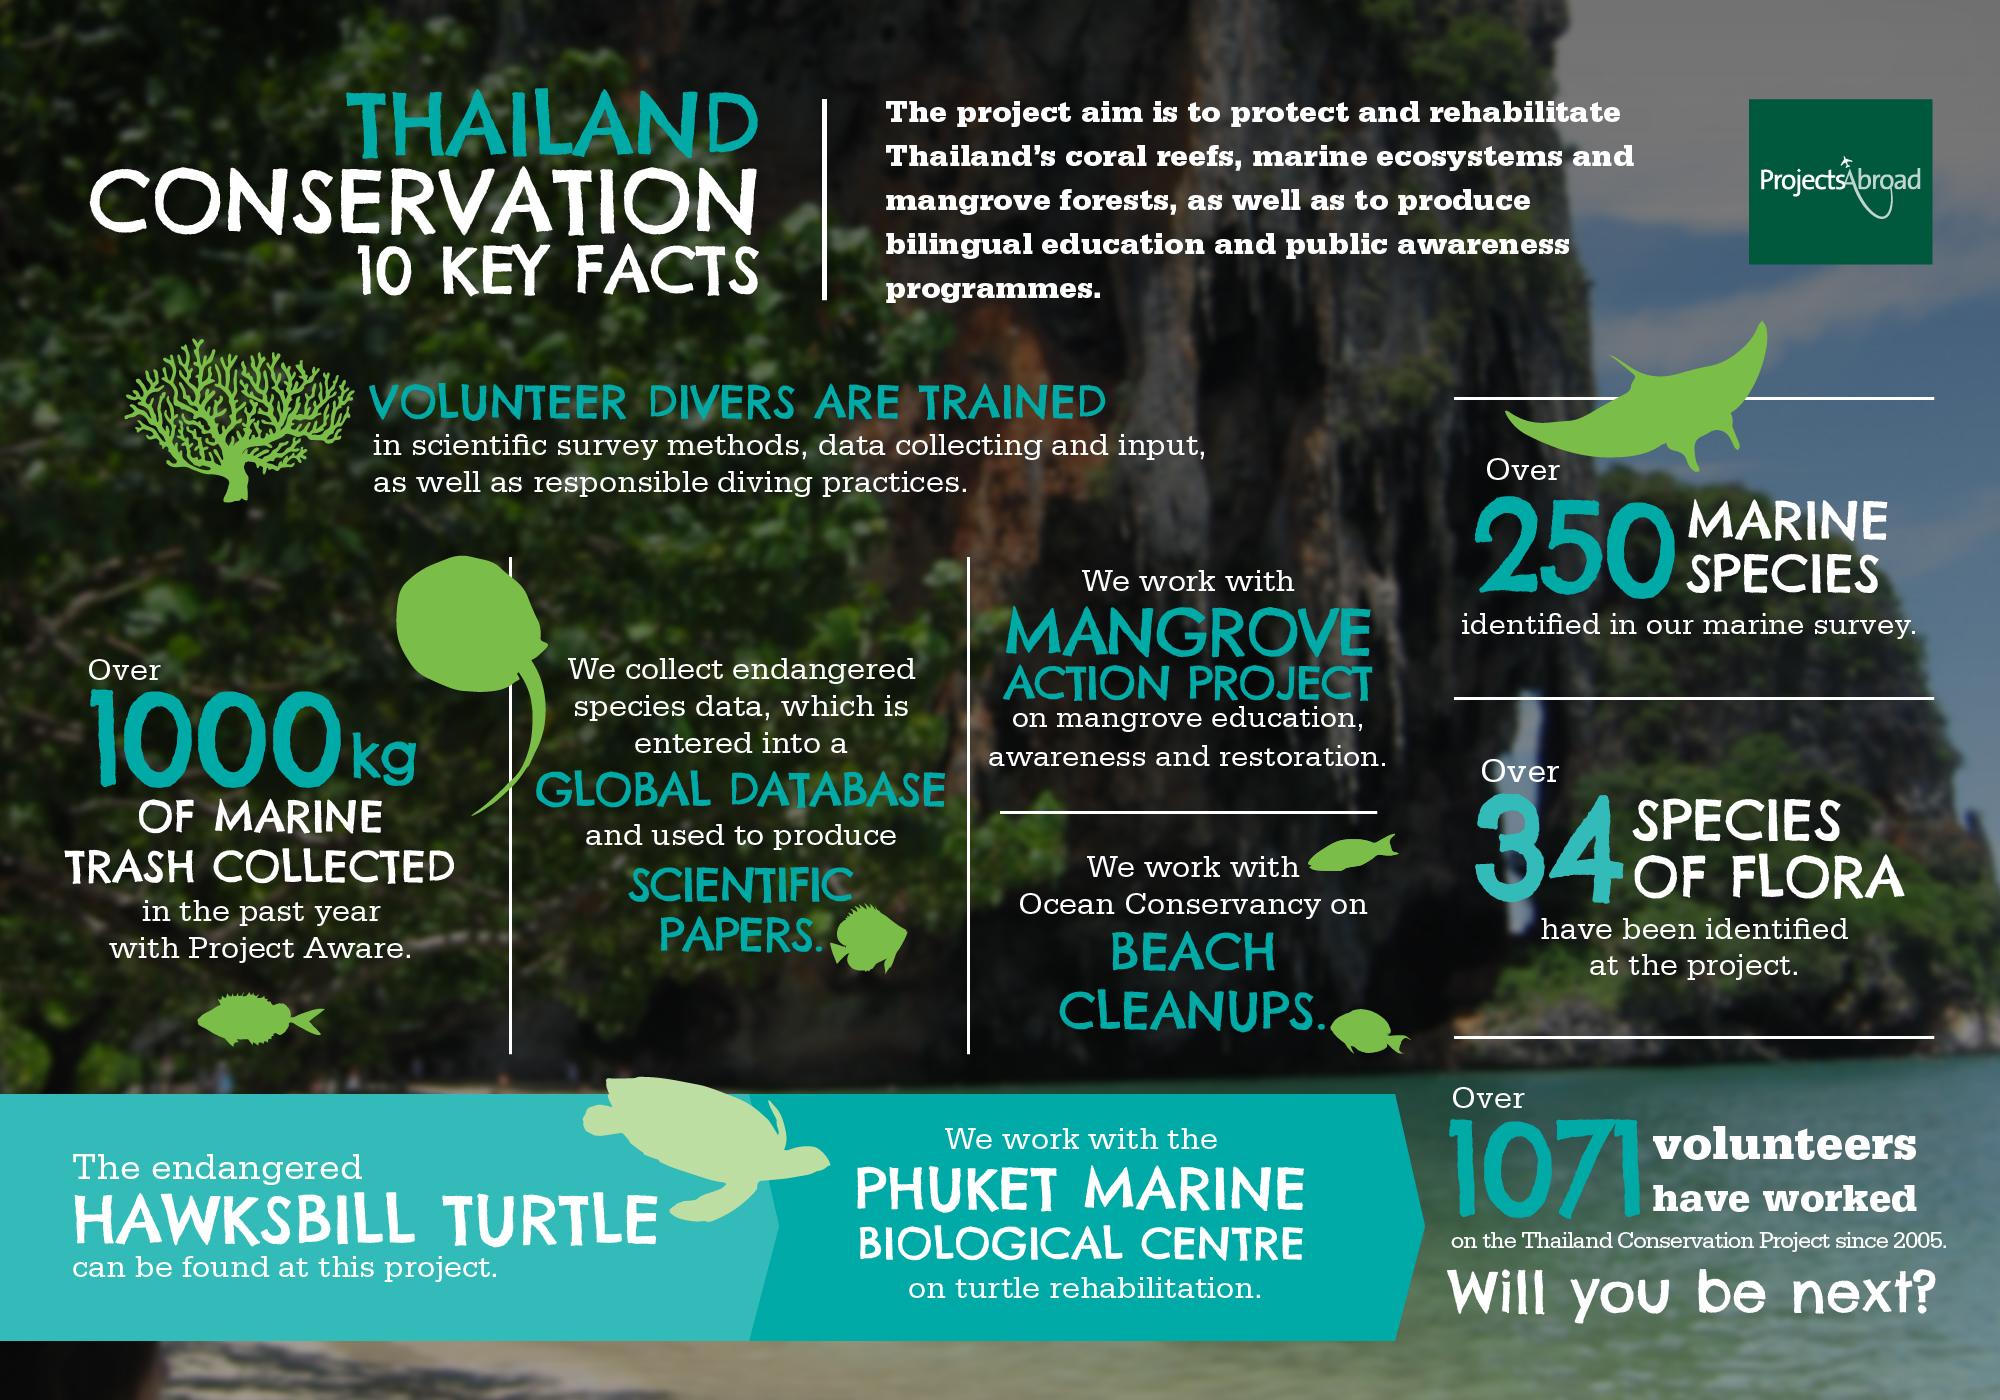 THAILAND
CONSERVATION
10 KEY FACTS
The project aim is to protect and rehabilitate
Thailand's coral reefs, marine ecosystems and
mangrove forests, as well as to produce
bilingual education and public awareness
programmes.
ProjectsAbroad
VOLUNTEER DIVERS ARE TRAINED
in scientific survey methods, data collecting and input,
as well as responsible diving practices.
Over
1000 kg
OF MARINE
TRASH COLLECTED
in the past year
with Project Aware.
We collect endangered
species data, which is
entered into a
GLOBAL DATABASE
and used to produce
SCIENTIFIC
PAPERS.
We work with
MANGROVE
ACTION PROJECT
on mangrove education,
awareness and restoration.
We work with
Ocean Conservancy on
BEACH
CLEANUPS.
Over
250 MARINE
SPECIES
identified in our marine survey.
Over
34 SPECIES
OF FLORA
have been identified
at the project.
The endangered
HAWKSBILL TURTLE
can be found at this project.
We work with the
PHUKET MARINE
BIOLOGICAL CENTRE
on turtle rehabilitation.
Over
1071 volunteers
have worked
on the Thailand Conservation Project since 2005.
Will you be next?